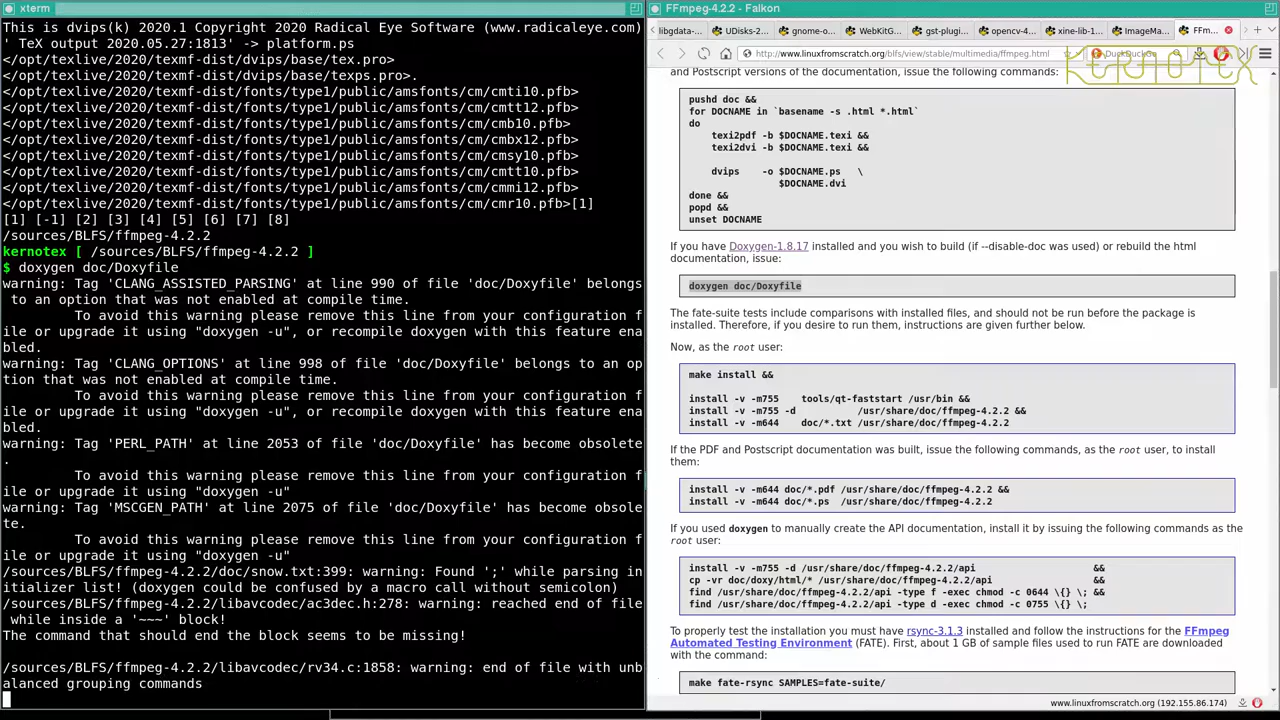 xterm
This is dvips(k) 2020.1 Copyright 2020 Radical Eye Software (www.radicaleye.com)
' TeX output 2020.05.27:1813' -> platform.ps
</opt/texlive/2020/texmf-dist/dvips/base/tex.pro>
</opt/texlive/2020/texmf-dist/dvips/base/texps.pro>.
</opt/texlive/2020/texmf-dist/fonts/type1/public/amsfonts/cm/cmti10.pfb>
</opt/texlive/2020/texmf-dist/fonts/type1/public/amsfonts/cm/cmtt12.pfb>
</opt/texlive/2020/texmf-dist/fonts/type1/public/amsfonts/cm/cmb10.pfb>
</opt/texlive/2020/texmf-dist/fonts/type1/public/amsfonts/cm/cmbx12.pfb>
</opt/texlive/2020/texmf-dist/fonts/type1/public/amsfonts/cm/cmsy10.pfb>
</opt/texlive/2020/texmf-dist/fonts/type1/public/amsfonts/cm/cmtt10.pfb>
</opt/texlive/2020/texmf-dist/fonts/type1/public/amsfonts/cm/cmmi12.pfb>
</opt/texlive/2020/texmf-dist/fonts/type1/public/amsfonts/cm/cmr10.pfb>[1]
[1] [-1] [2] [3] [4] [5] [6] [7] [8]
/sources/BLFS/ffmpeg-4.2.2
kernotex [ /sources/BLFS/ffmpeg-4.2.2 ]
$ doxygen doc/Doxyfile
warning: Tag 'CLANG_ASSISTED_PARSING' at line 990 of file 'doc/Doxyfile' belongs
 to an option that was not enabled at compile time.
To avoid this warning please remove this line from your configuration f
ile or upgrade it using "doxygen -u", or recompile doxygen with this feature ena
bled.
warning: Tag 'CLANG_OPTIONS' at line 998 of file 'doc/Doxyfile' belongs to an op
tion that was not enabled at compile time.
To avoid this warning please remove this line from your configuration f
ile or upgrade it using "doxygen -u", or recompile doxygen with this feature ena
bled.
warning: Tag 'PERL_PATH' at line 2053 of file 'doc/Doxyfile' has become obsolete
.
To avoid this warning please remove this line from your configuration f
ile or upgrade it using "doxygen -u"
warning: Tag 'MSCGEN_PATH' at line 2075 of file 'doc/Doxyfile' has become obsole
te.
To avoid this warning please remove this line from your configuration f
ile or upgrade it using "doxygen -u"
/sources/BLFS/ffmpeg-4.2.2/doc/snow.txt:399: warning: Found ';' while parsing in
itializer list! (doxygen could be confused by a macro call without semicolon)
/sources/BLFS/ffmpeg-4.2.2/libavcodec/ac3dec.h:278: warning: reached end of file
 while inside a '~~~' block!
The command that should end the block seems to be missing!
/sources/BLFS/ffmpeg-4.2.2/libavcodec/rv34.c:1858: warning: end of file with unb
alanced grouping commands
FFmpeg-4.2.2 - Falkon
libgdata- UDisks-2- gnome-o- WebKitG- gst-plugi- opencv-4- xine-lib-1- ImageMa- FFm-
http://www.linuxfromscratch.org/blfs/view/stable/multimedia/ffmpeg.html DuckDuckGo
KERNOTEX
and Postscript versions of the documentation, issue the following commands:
pushd doc &&
for DOCNAME in `basename -s .html *.html`
do
texi2pdf -b $DOCNAME.texi &&
texi2dvi -b $DOCNAME.texi &&
dvips -o $DOCNAME.ps \
$DOCNAME.dvi
done &&
popd &&
unset DOCNAME
If you have Doxygen-1.8.17 installed and you wish to build (if --disable-doc was used) or rebuild the html
documentation, issue:
doxygen doc/Doxyfile
The fate-suite tests include comparisons with installed files, and should not be run before the package is
installed. Therefore, if you desire to run them, instructions are given further below.
Now, as the root user:
make install &&
install -v -m755 tools/qt-faststart /usr/bin &&
install -v -m755 -d /usr/share/doc/ffmpeg-4.2.2 &&
install -v -m644 doc/*.txt /usr/share/doc/ffmpeg-4.2.2
If the PDF and Postscript documentation was built, issue the following commands, as the root user, to install
them:
install -v -m644 doc/*.pdf /usr/share/doc/ffmpeg-4.2.2 &&
install -v -m644 doc/*.ps /usr/share/doc/ffmpeg-4.2.2
If you used doxygen to manually create the API documentation, install it by issuing the following commands as the
root user:
install -v -m755 -d /usr/share/doc/ffmpeg-4.2.2/api &&
cp -vr doc/doxy/html/* /usr/share/doc/ffmpeg-4.2.2/api &&
find /usr/share/doc/ffmpeg-4.2.2/api -type f -exec chmod -c 0644 \{} \; &&
find /usr/share/doc/ffmpeg-4.2.2/api -type d -exec chmod -c 0755 \{} \;
To properly test the installation you must have rsync-3.1.3 installed and follow the instructions for the FFmpeg
Automated Testing Environment (FATE). First, about 1 GB of sample files used to run FATE are downloaded
with the command:
make fate-rsync SAMPLES=fate-suite/
www.linuxfromscratch.org (192.155.86.174)